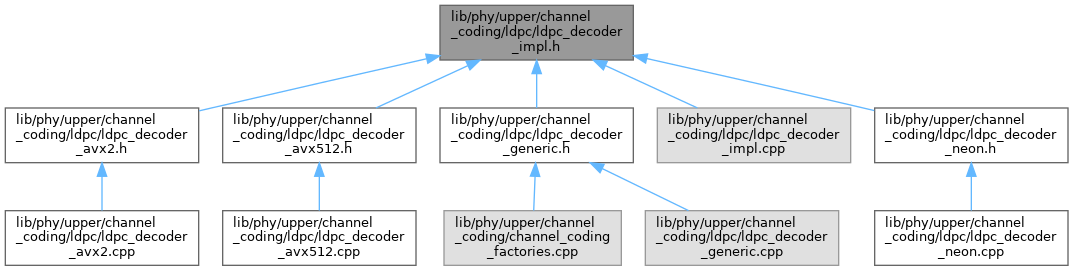 lib/phy/upper/channel
_coding/ldpc/ldpc_decoder
_impl.h
lib/phy/upper/channel
_coding/ldpc/ldpc_decoder
_avx2.h
lib/phy/upper/channel
_coding/ldpc/ldpc_decoder
_avx512.h
lib/phy/upper/channel
_coding/ldpc/ldpc_decoder
_generic.h
lib/phy/upper/channel
_coding/ldpc/ldpc_decoder
_impl.cpp
lib/phy/upper/channel
_coding/ldpc/ldpc_decoder
_neon.h
lib/phy/upper/channel
_coding/ldpc/ldpc_decoder
_avx2.cpp
lib/phy/upper/channel
_coding/ldpc/ldpc_decoder
_avx512.cpp
lib/phy/upper/channel
_coding/channel_coding
_factories.cpp
lib/phy/upper/channel
_coding/ldpc/ldpc_decoder
_generic.cpp
lib/phy/upper/channel
_coding/ldpc/ldpc_decoder
_neon.cpp